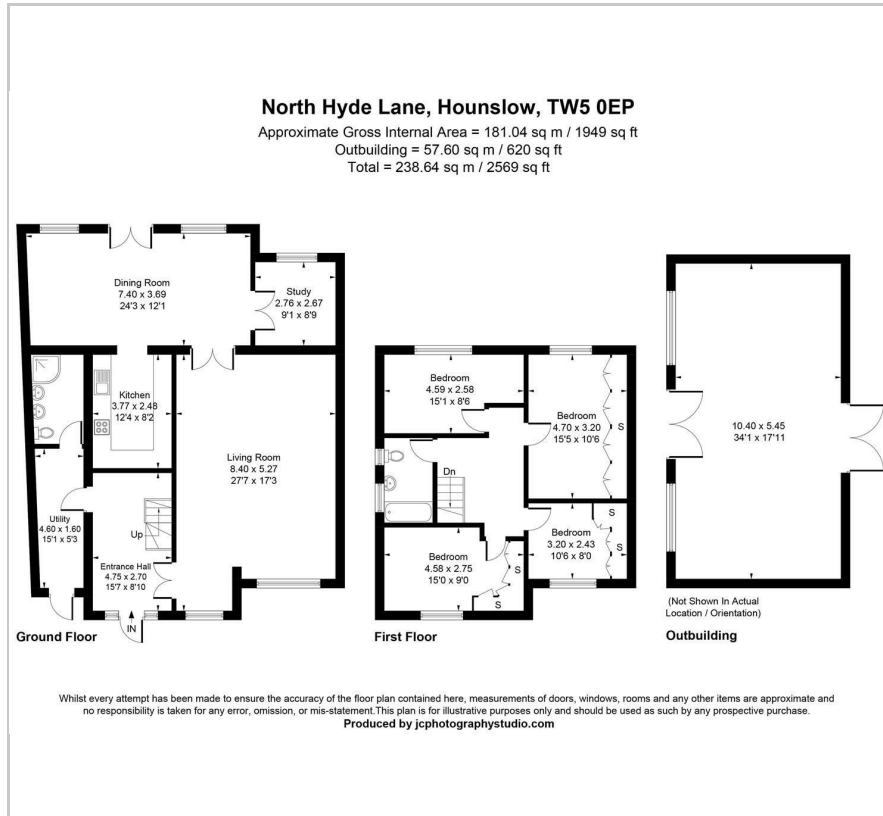 North Hyde Lane, Hounslow, TW5 0EP
Approximate Gross Internal Area = 181.04 sq m / 1949 sq ft
Outbuilding = 57.60 sq m / 620 sq ft
Total = 238.64 sq m / 2569 sq ft
Dining Room
7.40 x 3.69
24'3 x 12'1
Study
2.76 x 2.67
9'1 x 8'9
Kitchen
3.77 x 2.48
12'4 x 8'2
Living Room
8.40 x 5.27
27'7 x 17'3
Utility
4.60 x 1.60
15'1 x 5'3
Up
Entrance Hall
4.75 x 2.70
15'7 x 8'10
IN
Ground Floor
Bedroom
4.59 x 2.58
15'1 x 8'6
Bedroom
4.70 x 3.20
15'5 x 10'6
S
Dn
Bedroom
4.58 x 2.75
15'0 x 9'0
S
S
Bedroom
3.20 x 2.43
10'6 x 8'0
S
S
First Floor
10.40 x 5.45
34'1 x 17'11
(Not Shown In Actual
Location / Orientation)
Outbuilding
Whilst every attempt has been made to ensure the accuracy of the floor plan contained here, measurements of doors, windows, rooms and any other items are approximate and
no responsibility is taken for any error, omission, or mis-statement.This plan is for illustrative purposes only and should be used as such by any prospective purchase.
Produced by jcphotographystudio.com